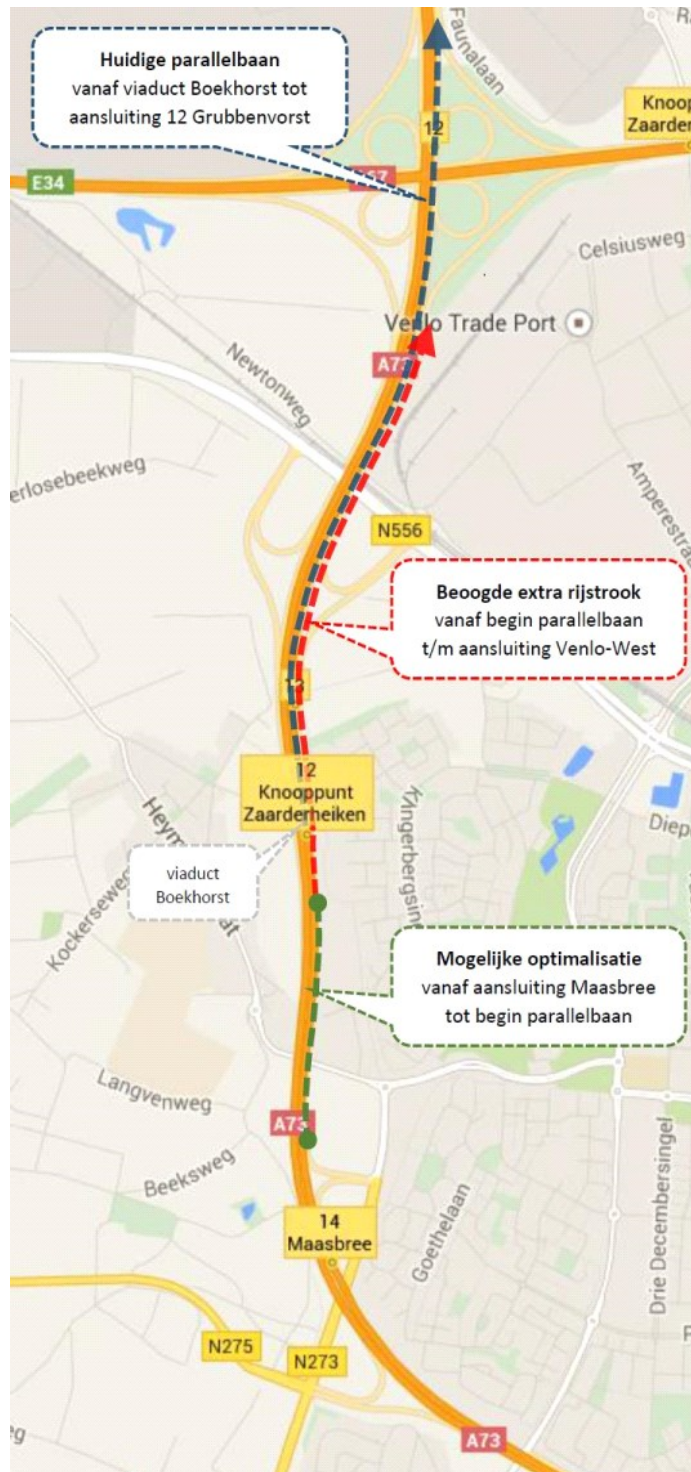 Huidige parallelbaan
vanaf viaduct Boekhorst tot
aansluiting 12 Grubbenvorst
Faunalaan
12
Knoop
Zaarder
E34
A67
Celsiusweg
Venlo Trade Port
A73
Newtonweg
erlosebeekweg
Amperestra
N556
Beoogde extra rijstrook
vanaf begin parallelbaan
t/m aansluiting Venlo-West
13
12
Knooppunt
Zaarderheiken
Diep
viaduct
Boekhorst
Kockerseweg
Mogelijke optimalisatie
vanaf aansluiting Maasbree
tot begin parallelbaan
Langvenweg
A73
Beeksweg
14
Maasbree
Goethelaan
Drie Decembersingel
N275
N273
A73